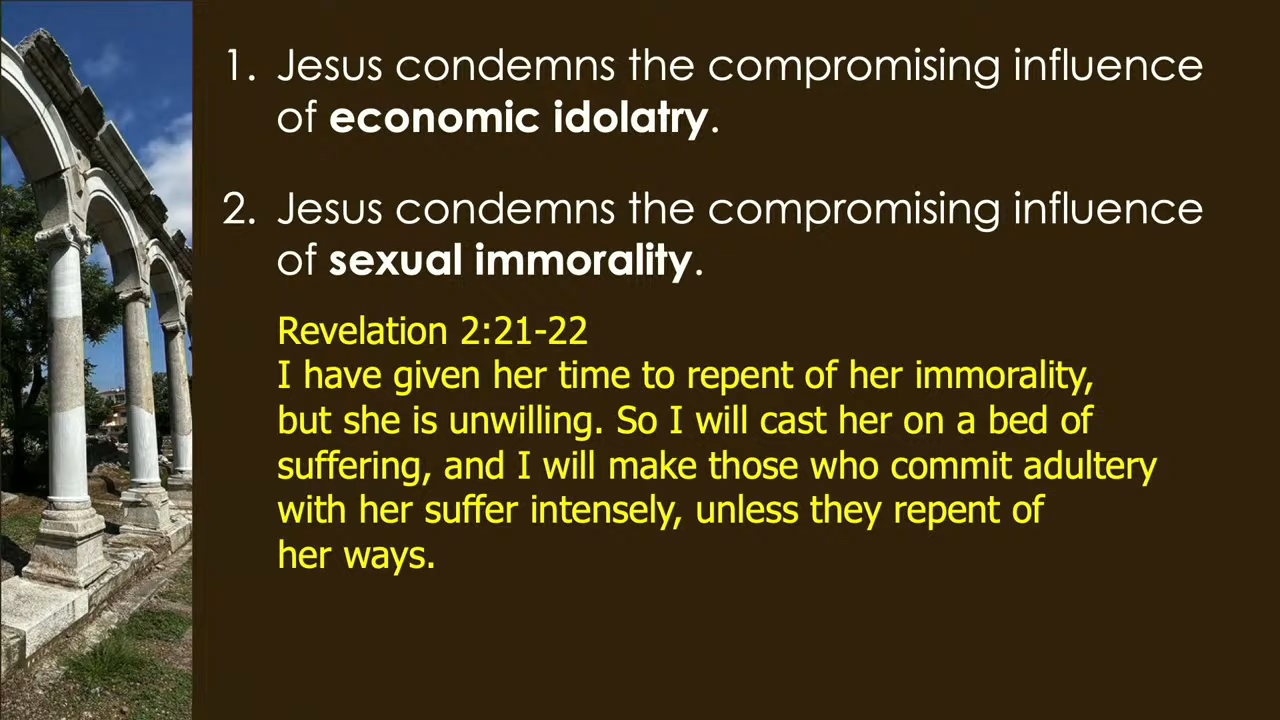 1. Jesus condemns the compromising influence
of economic idolatry.
2. Jesus condemns the compromising influence
of sexual immorality.
Revelation 2:21-22
I have given her time to repent of her immorality,
but she is unwilling. So I will cast her on a bed of
suffering, and I will make those who commit adultery
with her suffer intensely, unless they repent of
her ways.